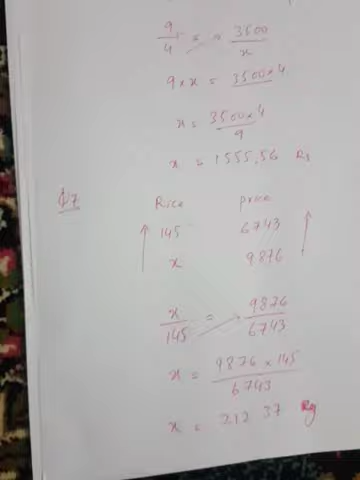 9/4 = = 3500/x
9 × x = 3500 × 4
x = 3500 × 4 / 9
x = 1555,56 Rs
Q7 Rice price
145 6743
x 9876
x/145 = 9876/6743
x = 9876 × 145 / 6743
x = 212 37